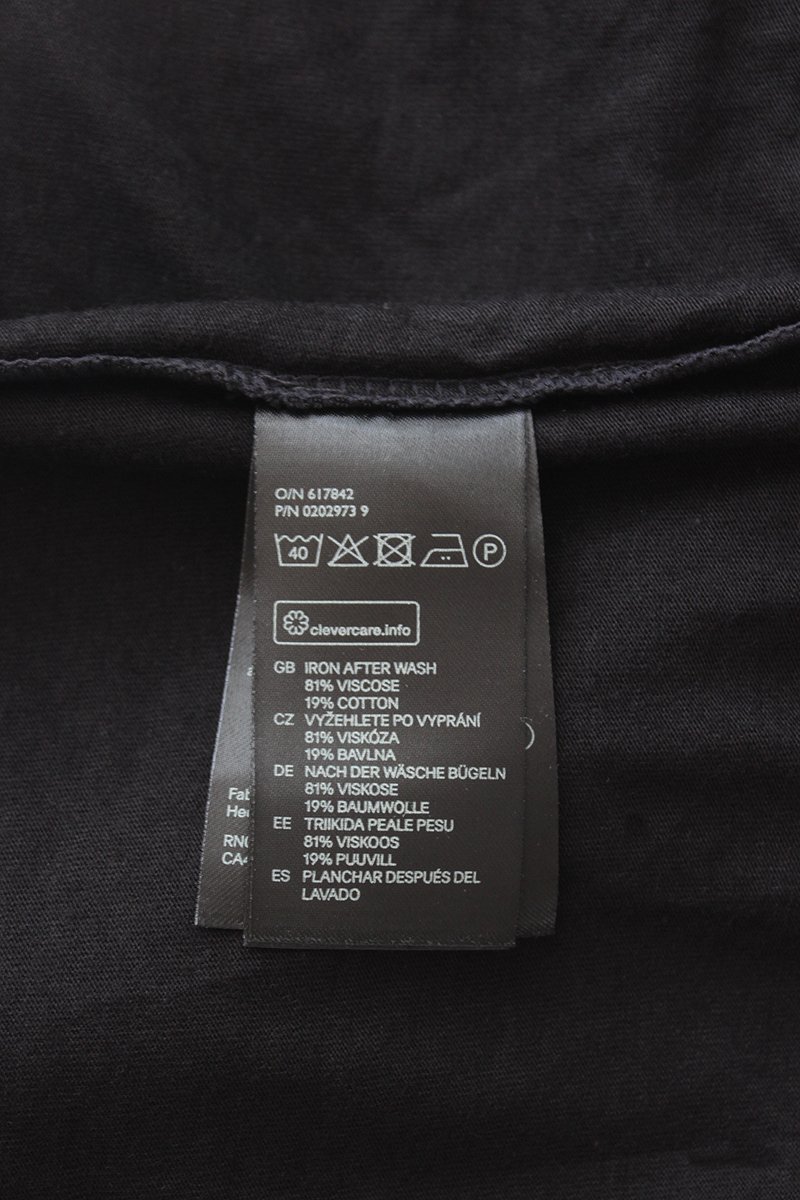 O/N 617842
P/N 0202973 9
40 P
clevercare.info
GB IRON AFTER WASH
81% VISCOSE
19% COTTON
CZ VYŽEHLETE PO VYPRÁNÍ
81% VISKÓZA
19% BAVLNA
DE NACH DER WÄSCHE BÜGELN
81% VISKOSE
19% BAUMWOLLE
EE TRIIKIDA PEALE PESU
81% VISKOOS
19% PUUVILL
ES PLANCHAR DESPUÉS DEL
LAVADO